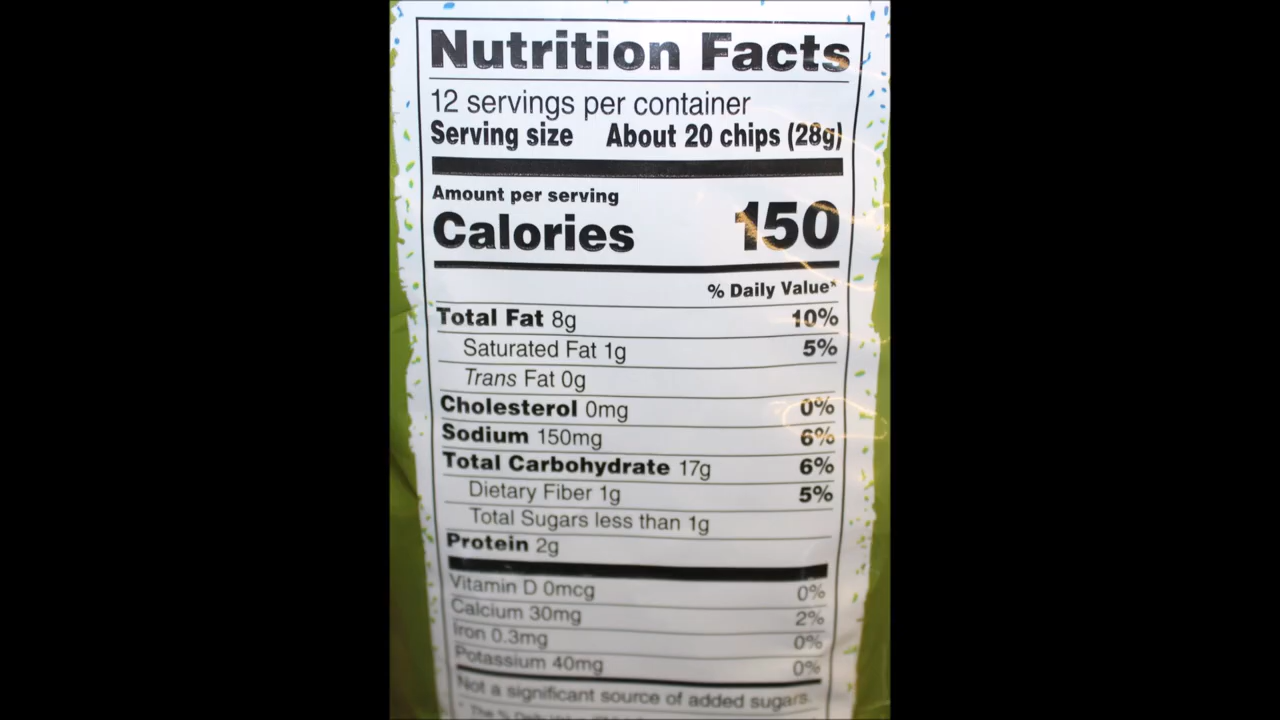 Nutrition Facts
12 servings per container
Serving size About 20 chips (28g)
Amount per serving
Calories 150
% Daily Value*
Total Fat 8g 10%
Saturated Fat 1g 5%
Trans Fat 0g
Cholesterol 0mg 0%
Sodium 150mg 6%
Total Carbohydrate 17g 6%
Dietary Fiber 1g 5%
Total Sugars less than 1g
Protein 2g
Vitamin D 0mcg 0%
Calcium 30mg 2%
Iron 0.3mg 0%
Potassium 40mg 0%
Not a significant source of added sugars.
* The % Daily Value